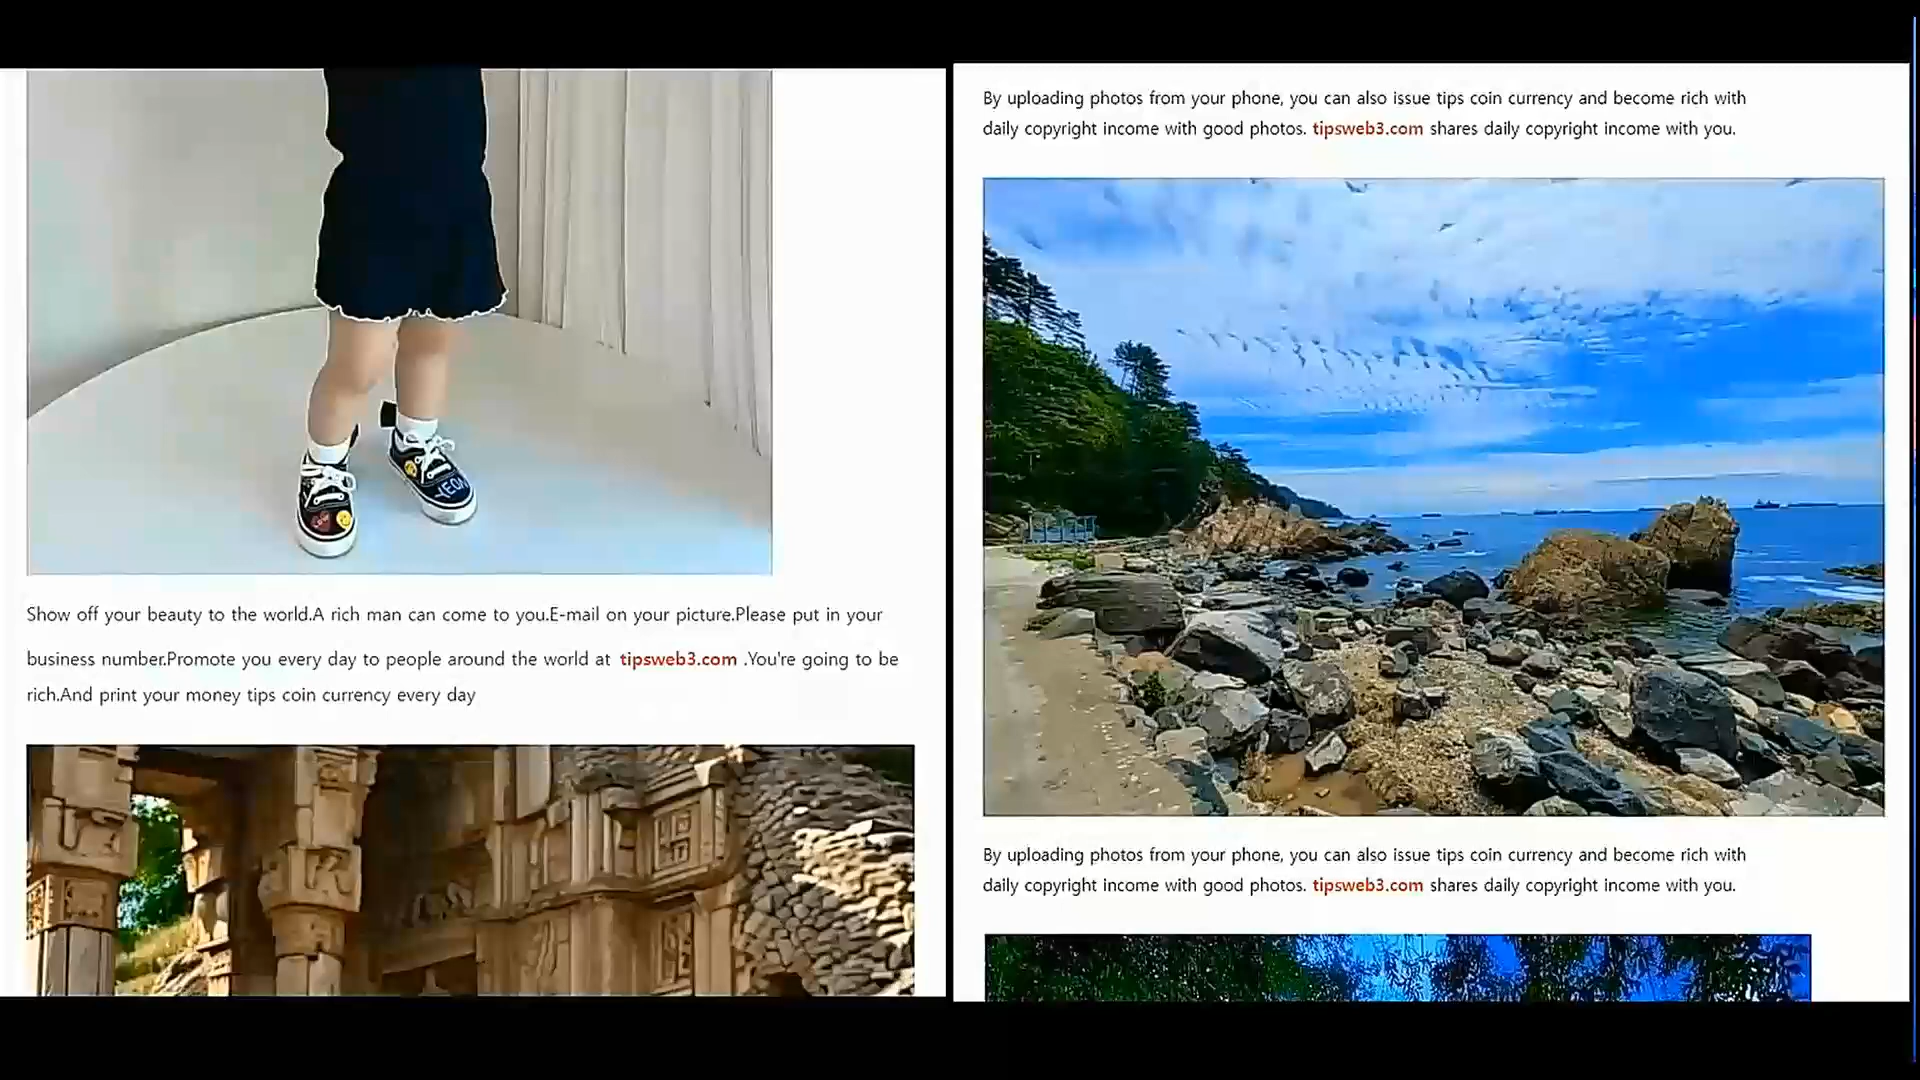 Show off your beauty to the world.A rich man can come to you.E-mail on your picture.Please put in your
business number.Promote you every day to people around the world at tipsweb3.com .You're going to be
rich.And print your money tips coin currency every day
By uploading photos from your phone, you can also issue tips coin currency and become rich with
daily copyright income with good photos. tipsweb3.com shares daily copyright income with you.
By uploading photos from your phone, you can also issue tips coin currency and become rich with
daily copyright income with good photos. tipsweb3.com shares daily copyright income with you.